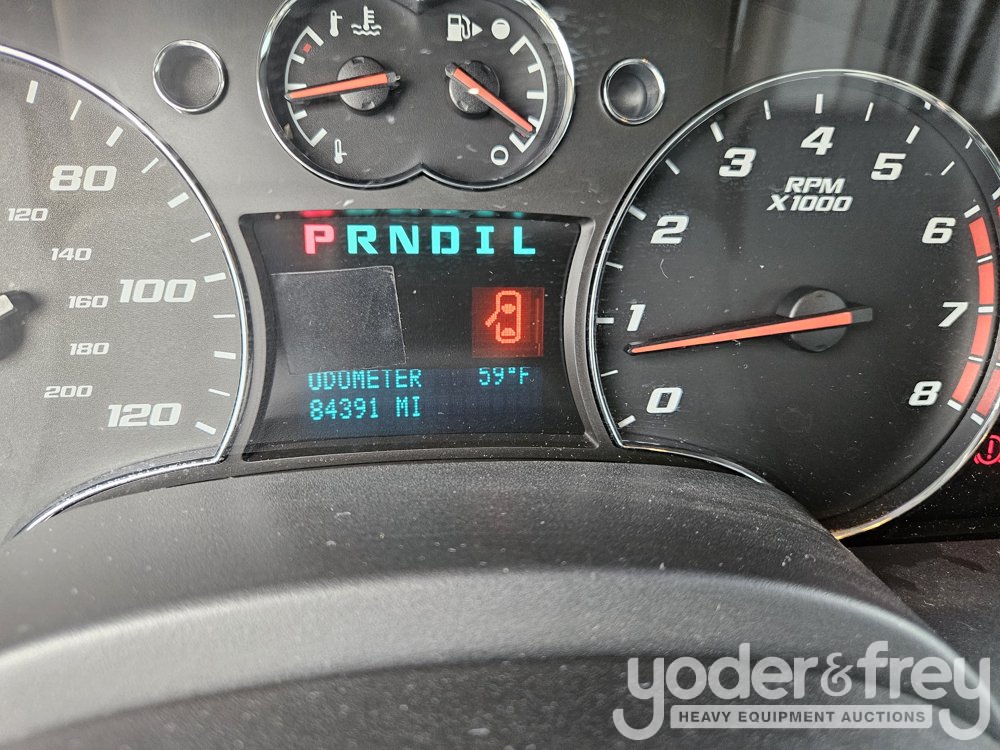 PRNDIL
ODOMETER 59°F
84391 MI
80
120
140
100
160
180
200
120
0
1
2
3
4
5
6
7
8
RPM
X1000
yoder&frey
HEAVY EQUIPMENT AUCTIONS